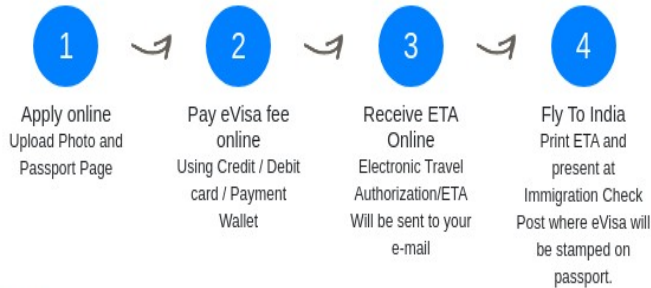 1
Apply online
Upload Photo and
Passport Page
2
Pay eVisa fee
online
Using Credit / Debit
card / Payment
Wallet
3
Receive ETA
Online
Electronic Travel
Authorization/ETA
Will be sent to your
e-mail
4
Fly To India
Print ETA and
present at
Immigration Check
Post where eVisa will
be stamped on
passport.